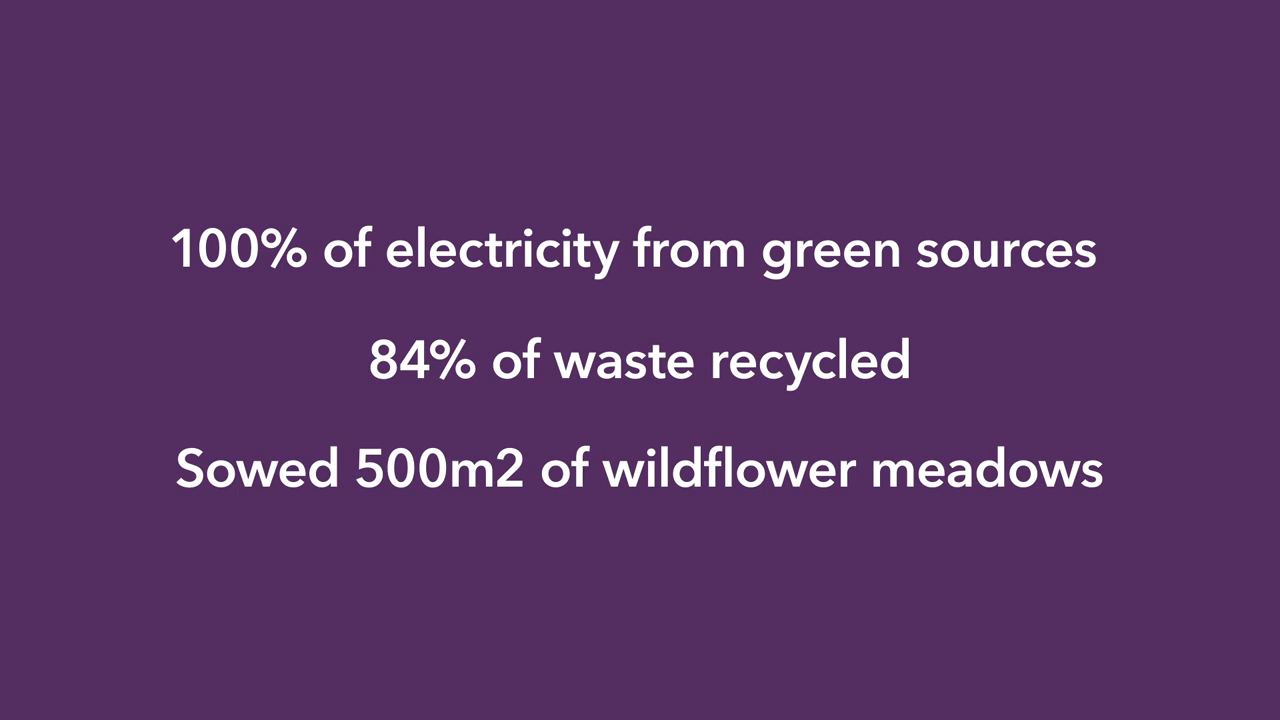 100% of electricity from green sources
84% of waste recycled
Sowed 500m2 of wildflower meadows